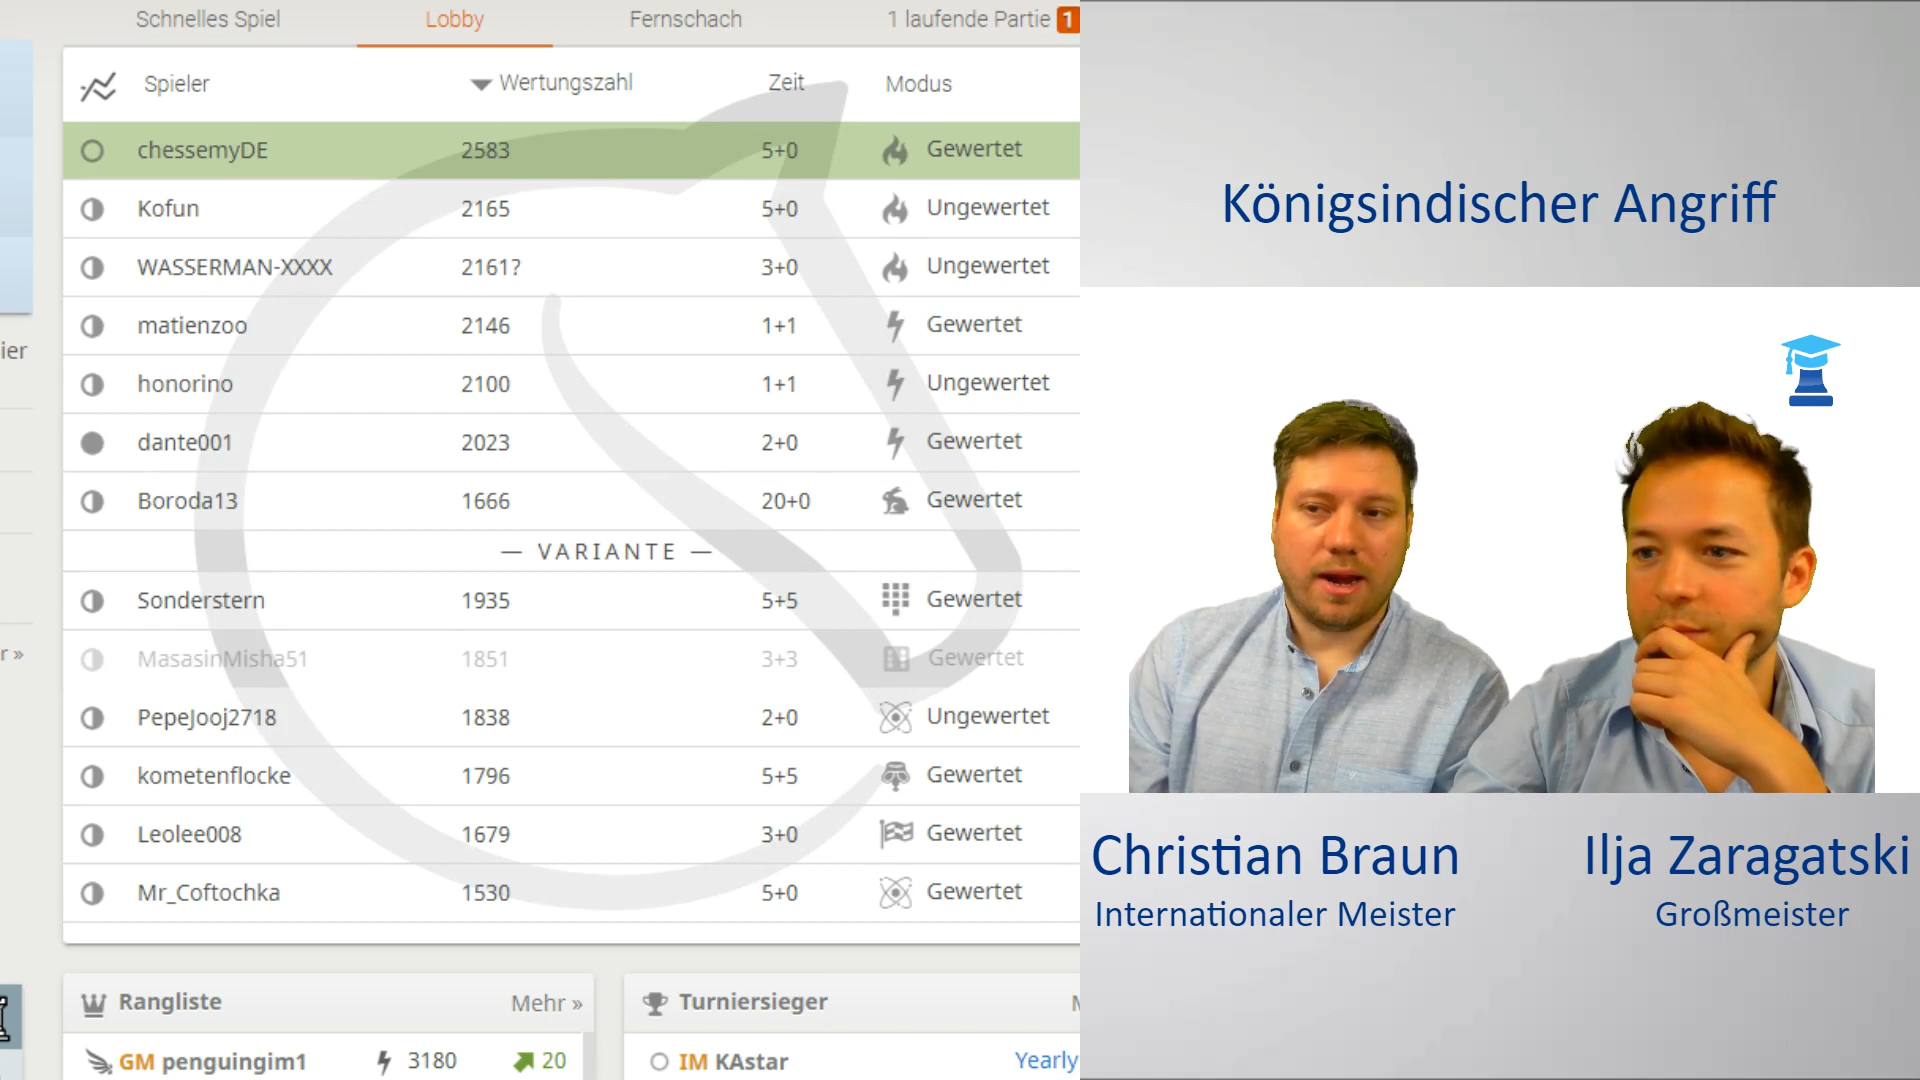 Schnelles Spiel Lobby Fernschach 1 laufende Partie 1
Spieler Wertungszahl Zeit Modus
chessemyDE 2583 5+0 Gewertet
Kofun 2165 5+0 Ungewertet
WASSERMAN-XXXX 2161? 3+0 Ungewertet
matienzoo 2146 1+1 Gewertet
honorino 2100 1+1 Ungewertet
dante001 2023 2+0 Gewertet
Boroda13 1666 20+0 Gewertet
— VARIANTE —
Sonderstern 1935 5+5 Gewertet
MasasinMisha51 1851 3+3 Gewertet
PepeJooj2718 1838 2+0 Ungewertet
kometenflocke 1796 5+5 Gewertet
Leolee008 1679 3+0 Gewertet
Mr_Coftochka 1530 5+0 Gewertet
ier
r »
Rangliste Mehr »
GM penguingim1 3180 20
Turniersieger M
IM KAstar Yearly
Königsindischer Angriff
Christian Braun
Internationaler Meister
Ilja Zaragatski
Großmeister